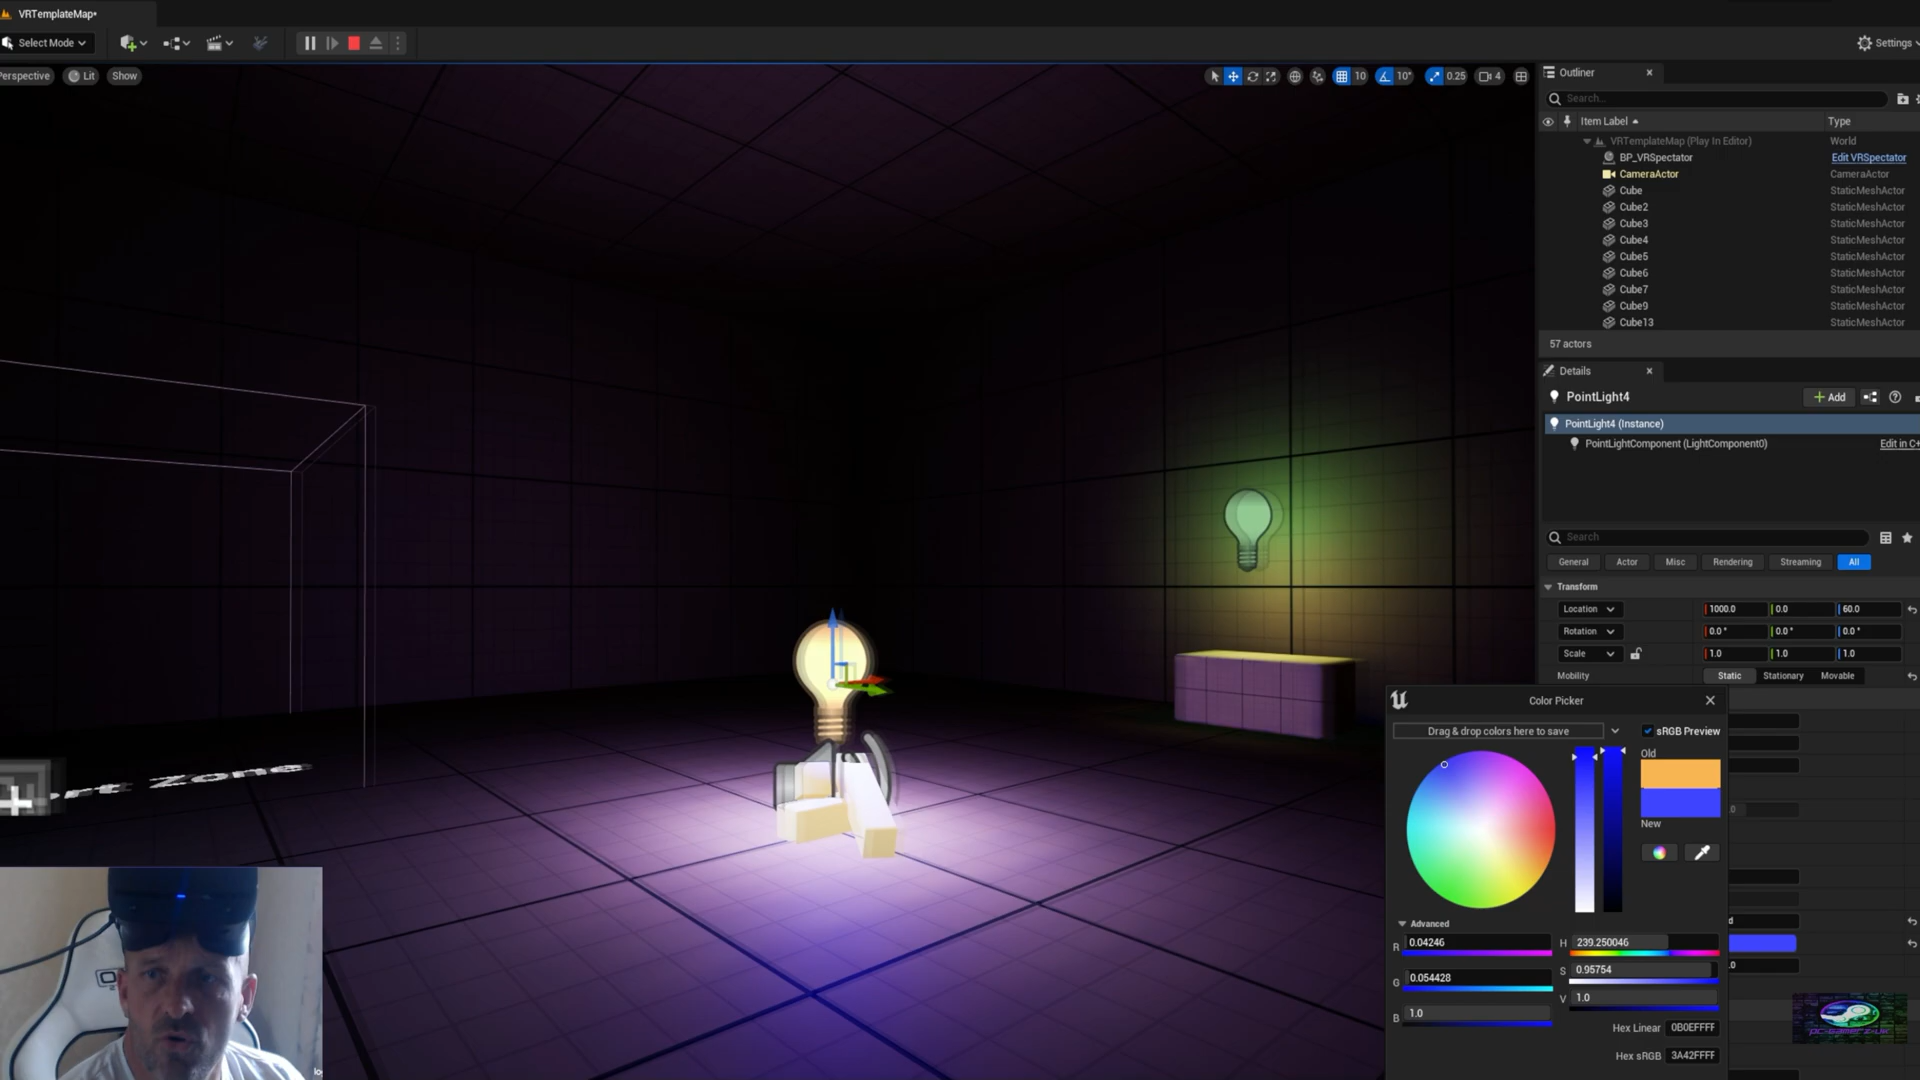 VRTemplateMap*
Select Mode
Settings
Perspective
Lit
Show
10
10°
0.25
4
Outliner
Search...
Item Label
Type
VRTemplateMap (Play In Editor)
World
BP_VRSpectator
Edit VRSpectator
CameraActor
CameraActor
Cube
StaticMeshActor
Cube2
StaticMeshActor
Cube3
StaticMeshActor
Cube4
StaticMeshActor
Cube5
StaticMeshActor
Cube6
StaticMeshActor
Cube7
StaticMeshActor
Cube9
StaticMeshActor
Cube13
StaticMeshActor
57 actors
Details
PointLight4
+ Add
PointLight4 (Instance)
PointLightComponent (LightComponent0)
Edit in C+
Search
General
Actor
Misc
Rendering
Streaming
All
Transform
Location
1000.0
0.0
60.0
Rotation
0.0 °
0.0 °
0.0 °
Scale
1.0
1.0
1.0
Mobility
Static
Stationary
Movable
Color Picker
Drag & drop colors here to save
sRGB Preview
Old
New
Advanced
R
0.04246
H
239.250046
G
0.054428
S
0.95754
B
1.0
V
1.0
Hex Linear
0B0EFFFF
Hex sRGB
3A42FFFF
Zone
PC-GAMERZ-UK